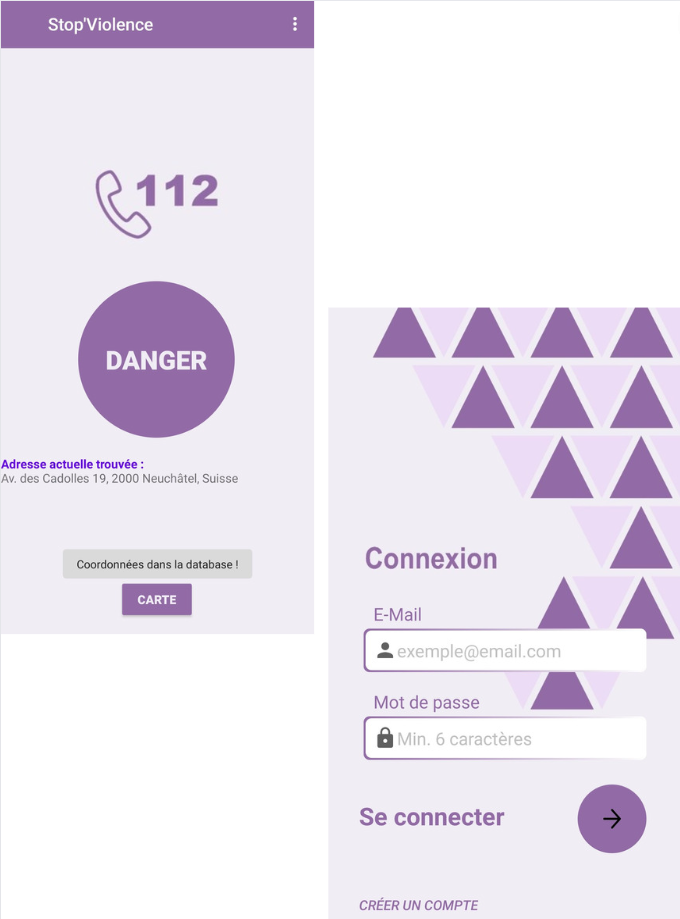 Stop'Violence
112
DANGER
Adresse actuelle trouvée :
Av. des Cadolles 19, 2000 Neuchâtel, Suisse
Coordonnées dans la database !
CARTE
Connexion
E-Mail
exemple@email.com
Mot de passe
Min. 6 caractères
Se connecter
CRÉER UN COMPTE